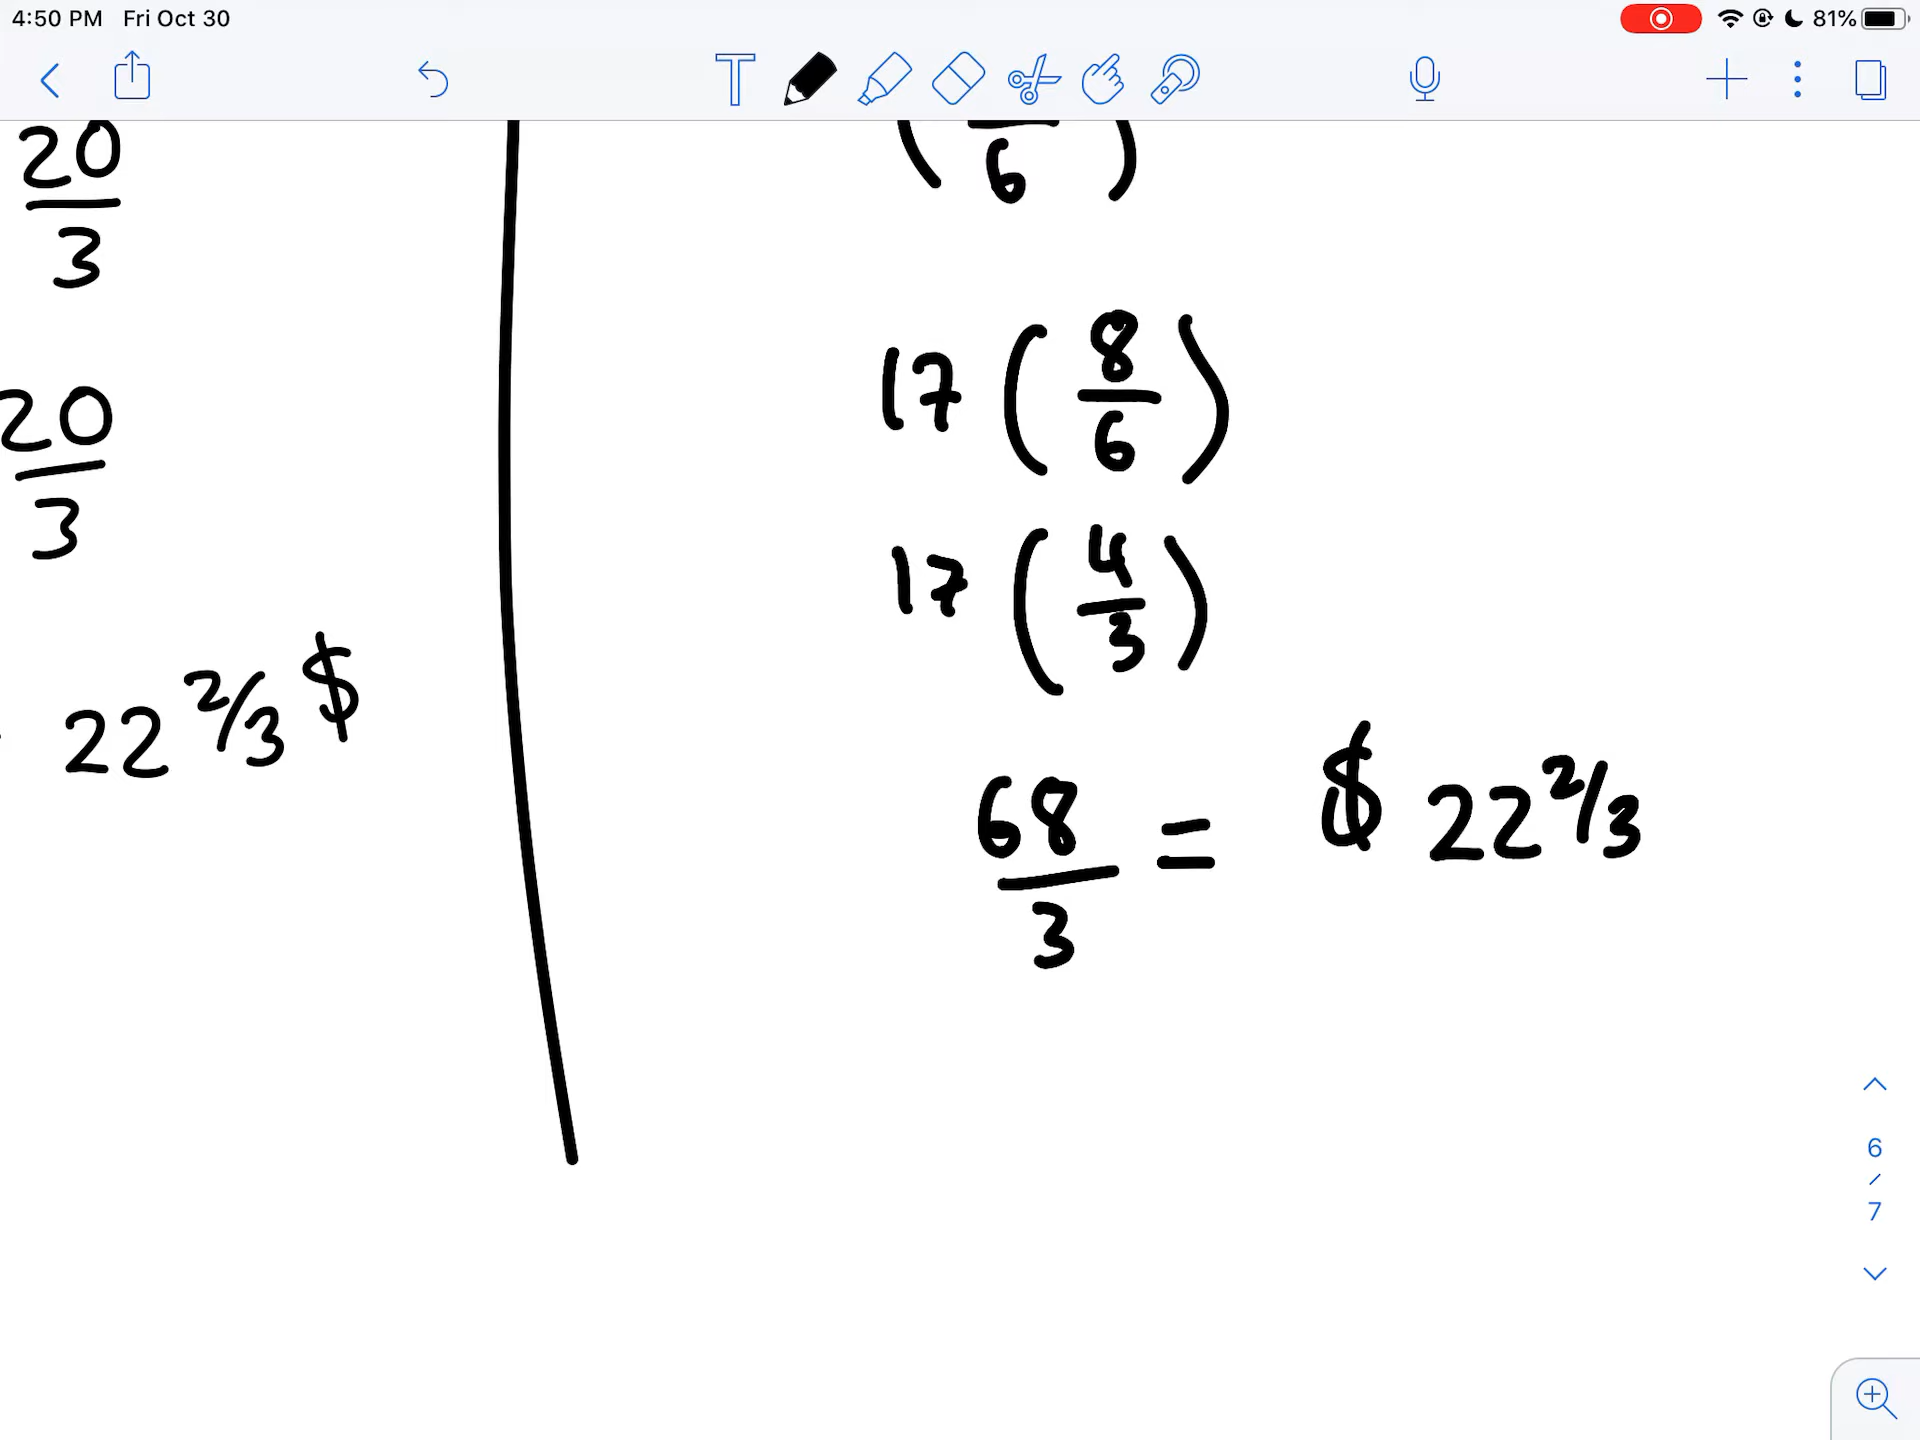 4:50 PM Fri Oct 30
81%
T
20
3
20
3
22 2/3 $
( 6 )
17 ( 8/6 )
17 ( 4/3 )
68/3 = $ 22 2/3
6
/
7